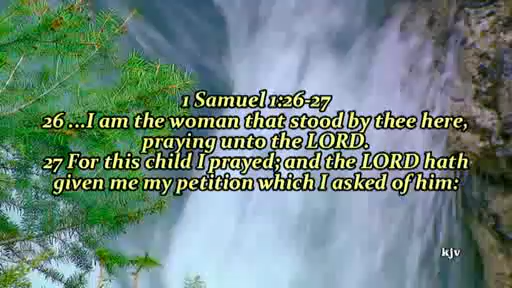 1 Samuel 1:26-27
26 ...I am the woman that stood by thee here,
praying unto the LORD.
27 For this child I prayed; and the LORD hath
given me my petition which I asked of him:
kjv